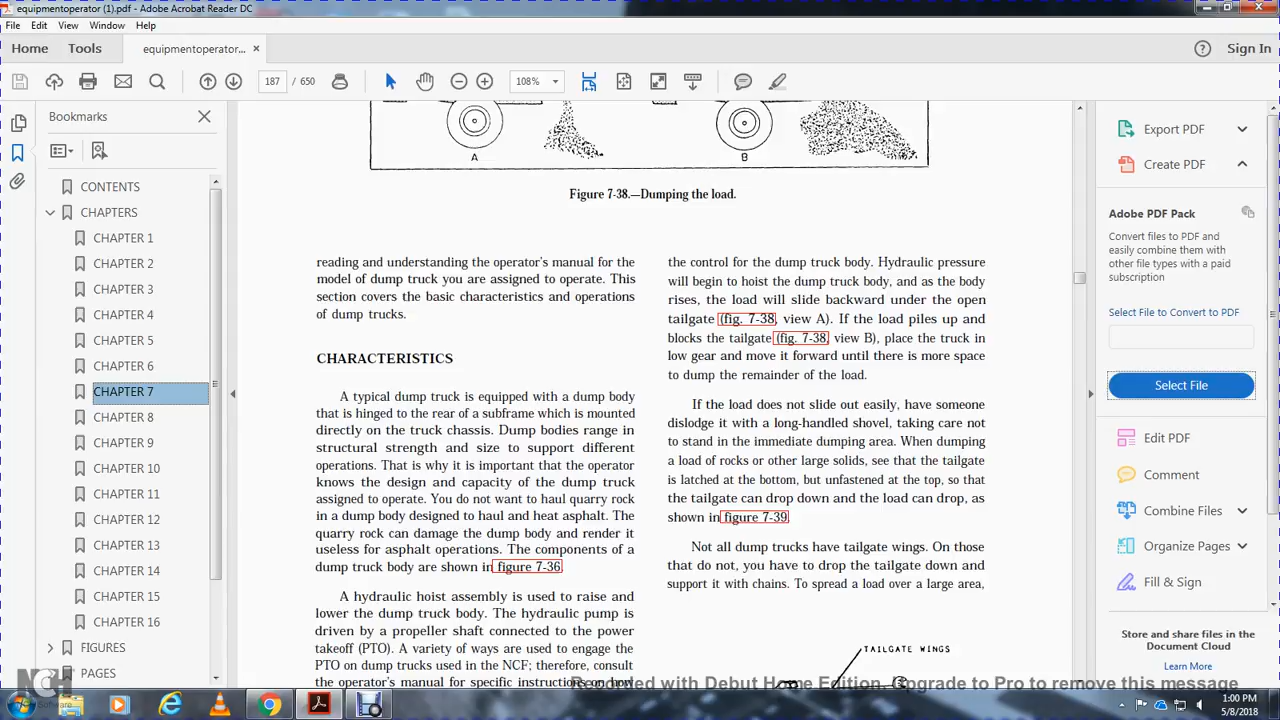 equipmentoperator (1).pdf - Adobe Acrobat Reader DC
File Edit View Window Help
Home Tools equipmentoperator... × Sign In
187 / 650 108%
Bookmarks
CONTENTS
CHAPTERS
CHAPTER 1
CHAPTER 2
CHAPTER 3
CHAPTER 4
CHAPTER 5
CHAPTER 6
CHAPTER 7
CHAPTER 8
CHAPTER 9
CHAPTER 10
CHAPTER 11
CHAPTER 12
CHAPTER 13
CHAPTER 14
CHAPTER 15
CHAPTER 16
FIGURES
PAGES
A B
Figure 7-38.—Dumping the load.
reading and understanding the operator's manual for the
model of dump truck you are assigned to operate. This
section covers the basic characteristics and operations
of dump trucks.
CHARACTERISTICS
A typical dump truck is equipped with a dump body
that is hinged to the rear of a subframe which is mounted
directly on the truck chassis. Dump bodies range in
structural strength and size to support different
operations. That is why it is important that the operator
knows the design and capacity of the dump truck
assigned to operate. You do not want to haul quarry rock
in a dump body designed to haul and heat asphalt. The
quarry rock can damage the dump body and render it
useless for asphalt operations. The components of a
dump truck body are shown in figure 7-36.
A hydraulic hoist assembly is used to raise and
lower the dump truck body. The hydraulic pump is
driven by a propeller shaft connected to the power
takeoff (PTO). A variety of ways are used to engage the
PTO on dump trucks used in the NCF; therefore, consult
the operator's manual for specific instructions on how
the control for the dump truck body. Hydraulic pressure
will begin to hoist the dump truck body, and as the body
rises, the load will slide backward under the open
tailgate (fig. 7-38, view A). If the load piles up and
blocks the tailgate (fig. 7-38, view B), place the truck in
low gear and move it forward until there is more space
to dump the remainder of the load.
If the load does not slide out easily, have someone
dislodge it with a long-handled shovel, taking care not
to stand in the immediate dumping area. When dumping
a load of rocks or other large solids, see that the tailgate
is latched at the bottom, but unfastened at the top, so that
the tailgate can drop down and the load can drop, as
shown in figure 7-39.
Not all dump trucks have tailgate wings. On those
that do not, you have to drop the tailgate down and
support it with chains. To spread a load over a large area,
TAILGATE WINGS
Export PDF
Create PDF
Adobe PDF Pack
Convert files to PDF and
easily combine them with
other file types with a paid
subscription
Select File to Convert to PDF
Select File
Edit PDF
Comment
Combine Files
Organize Pages
Fill & Sign
Store and share files in the
Document Cloud
Learn More
NCH Software
Recorded with Debut Home Edition. Upgrade to Pro to remove this message
1:00 PM
5/8/2018